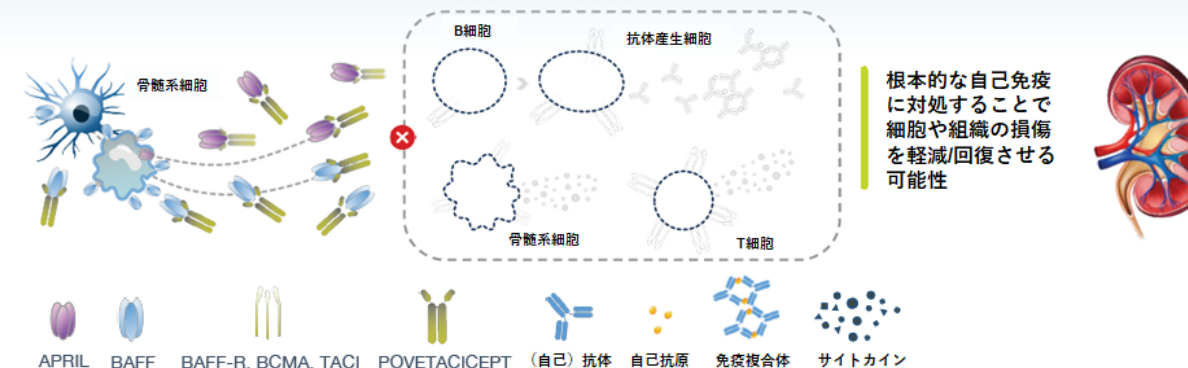 B細胞
抗体産生細胞
骨髄系細胞
骨髄系細胞
T細胞
根本的な自己免疫
に対処することで
細胞や組織の損傷
を軽減/回復させる
可能性
APRIL
BAFF
BAFF-R, BCMA, TACI
POVETACICEPT
（自己）抗体
自己抗原
免疫複合体
サイトカイン